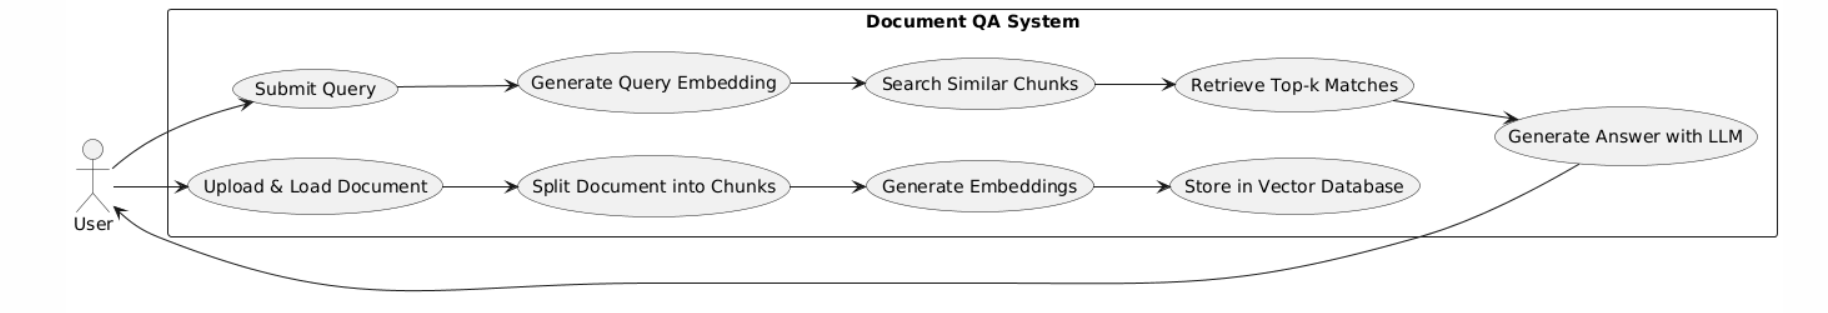 Document QA System
Submit Query
Generate Query Embedding
Search Similar Chunks
Retrieve Top-k Matches
Generate Answer with LLM
Upload & Load Document
Split Document into Chunks
Generate Embeddings
Store in Vector Database
User